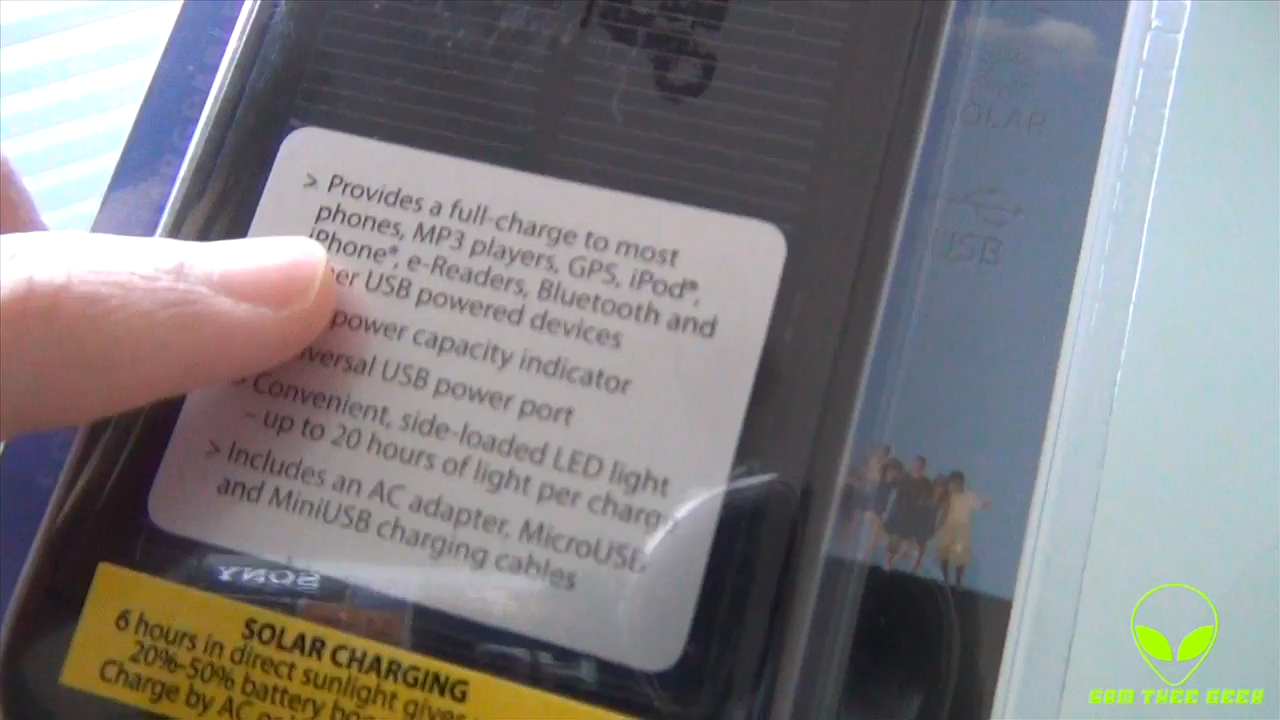 SOLAR
USB
> Provides a full-charge to most
phones, MP3 players, GPS, iPod®,
iPhone®, e-Readers, Bluetooth and
er USB powered devices
power capacity indicator
versal USB power port
> Convenient, side-loaded LED light
– up to 20 hours of light per charge
> Includes an AC adapter, MicroUSB
and MiniUSB charging cables
SONY
SOLAR CHARGING
6 hours in direct sunlight gives
20%-50% battery
Charge by AC
SOM THEE GEEK